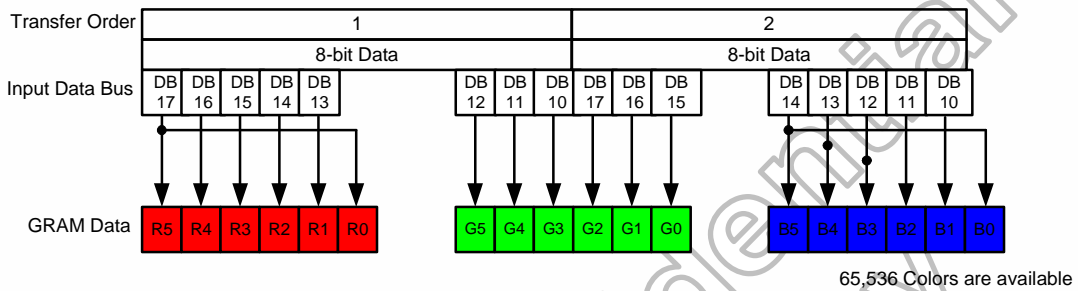 Transfer Order 1 2
8-bit Data 8-bit Data
Input Data Bus DB 17 DB 16 DB 15 DB 14 DB 13 DB 12 DB 11 DB 10 DB 17 DB 16 DB 15 DB 14 DB 13 DB 12 DB 11 DB 10
GRAM Data R5 R4 R3 R2 R1 R0 G5 G4 G3 G2 G1 G0 B5 B4 B3 B2 B1 B0
65,536 Colors are available